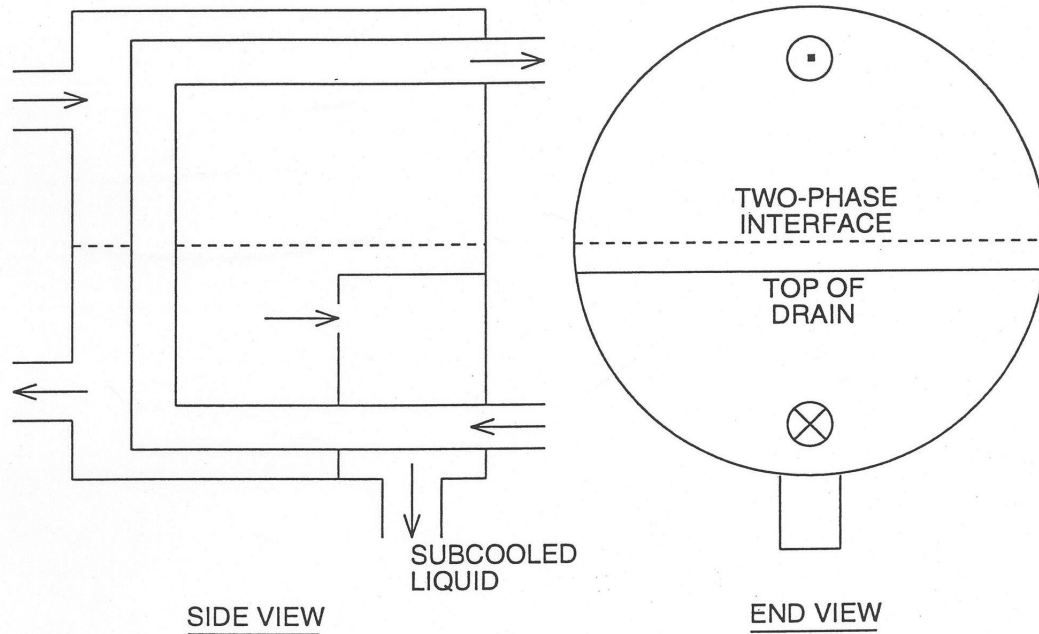 TWO-PHASE
INTERFACE
TOP OF
DRAIN
SUBCOOLED
LIQUID
SIDE VIEW
END VIEW